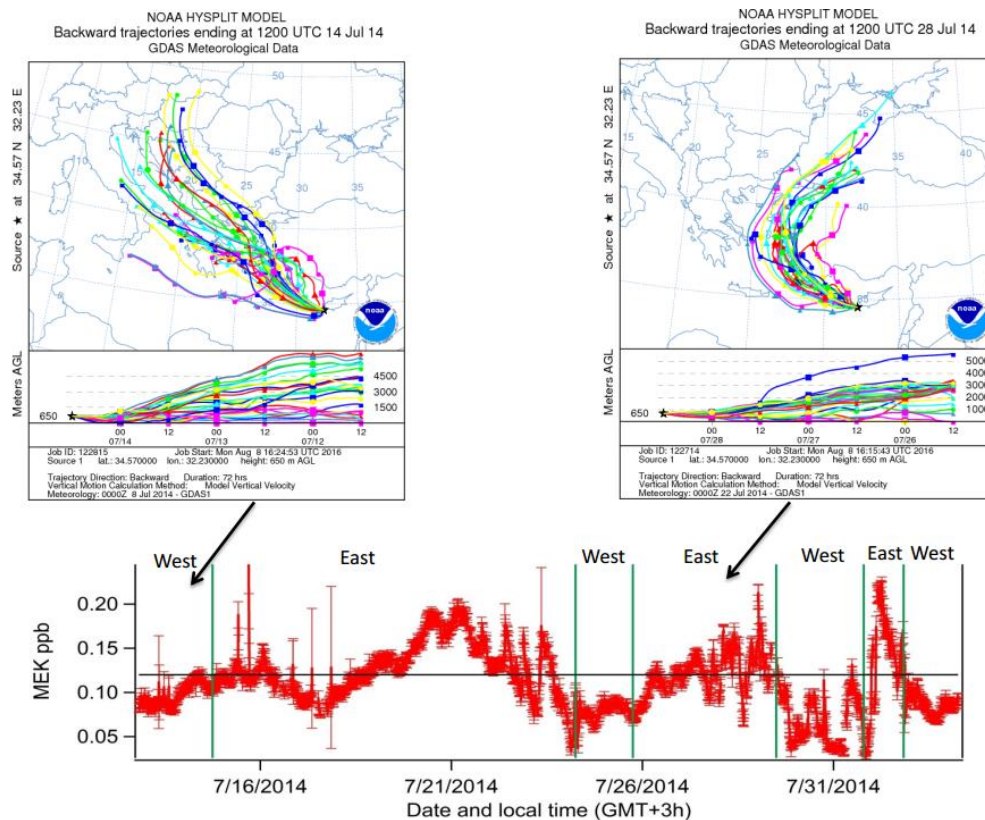 NOAA HYSPLIT MODEL
Backward trajectories ending at 1200 UTC 14 Jul 14
GDAS Meteorological Data
Source ★ at 34.57 N 32.23 E
50
45
10
15
20
25
30
35
noaa
Meters AGL
650
4500
3000
1500
00 12 00 12 00 12
07/14 07/13 07/12
Job ID: 122815 Job Start: Mon Aug 8 16:24:53 UTC 2016
Source 1 lat.: 34.570000 lon.: 32.230000 height: 650 m AGL
Trajectory Direction: Backward Duration: 72 hrs
Vertical Motion Calculation Method: Model Vertical Velocity
Meteorology: 0000Z 8 Jul 2014 - GDAS1
NOAA HYSPLIT MODEL
Backward trajectories ending at 1200 UTC 28 Jul 14
GDAS Meteorological Data
Source ★ at 34.57 N 32.23 E
45
15
20
25
30
35
40
40
noaa
Meters AGL
650
5000
4000
3000
2000
1000
00 12 00 12 00 12
07/28 07/27 07/26
Job ID: 122714 Job Start: Mon Aug 8 16:15:43 UTC 2016
Source 1 lat.: 34.570000 lon.: 32.230000 height: 650 m AGL
Trajectory Direction: Backward Duration: 72 hrs
Vertical Motion Calculation Method: Model Vertical Velocity
Meteorology: 0000Z 22 Jul 2014 - GDAS1
West East West East West East West
MEK ppb
0.20
0.15
0.10
0.05
7/16/2014 7/21/2014 7/26/2014 7/31/2014
Date and local time (GMT+3h)